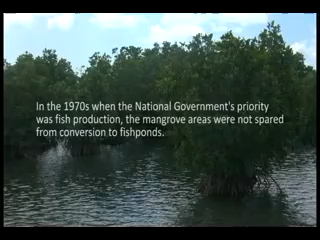 In the 1970s when the National Government's priority
was fish production, the mangrove areas were not spared
from conversion to fishponds.